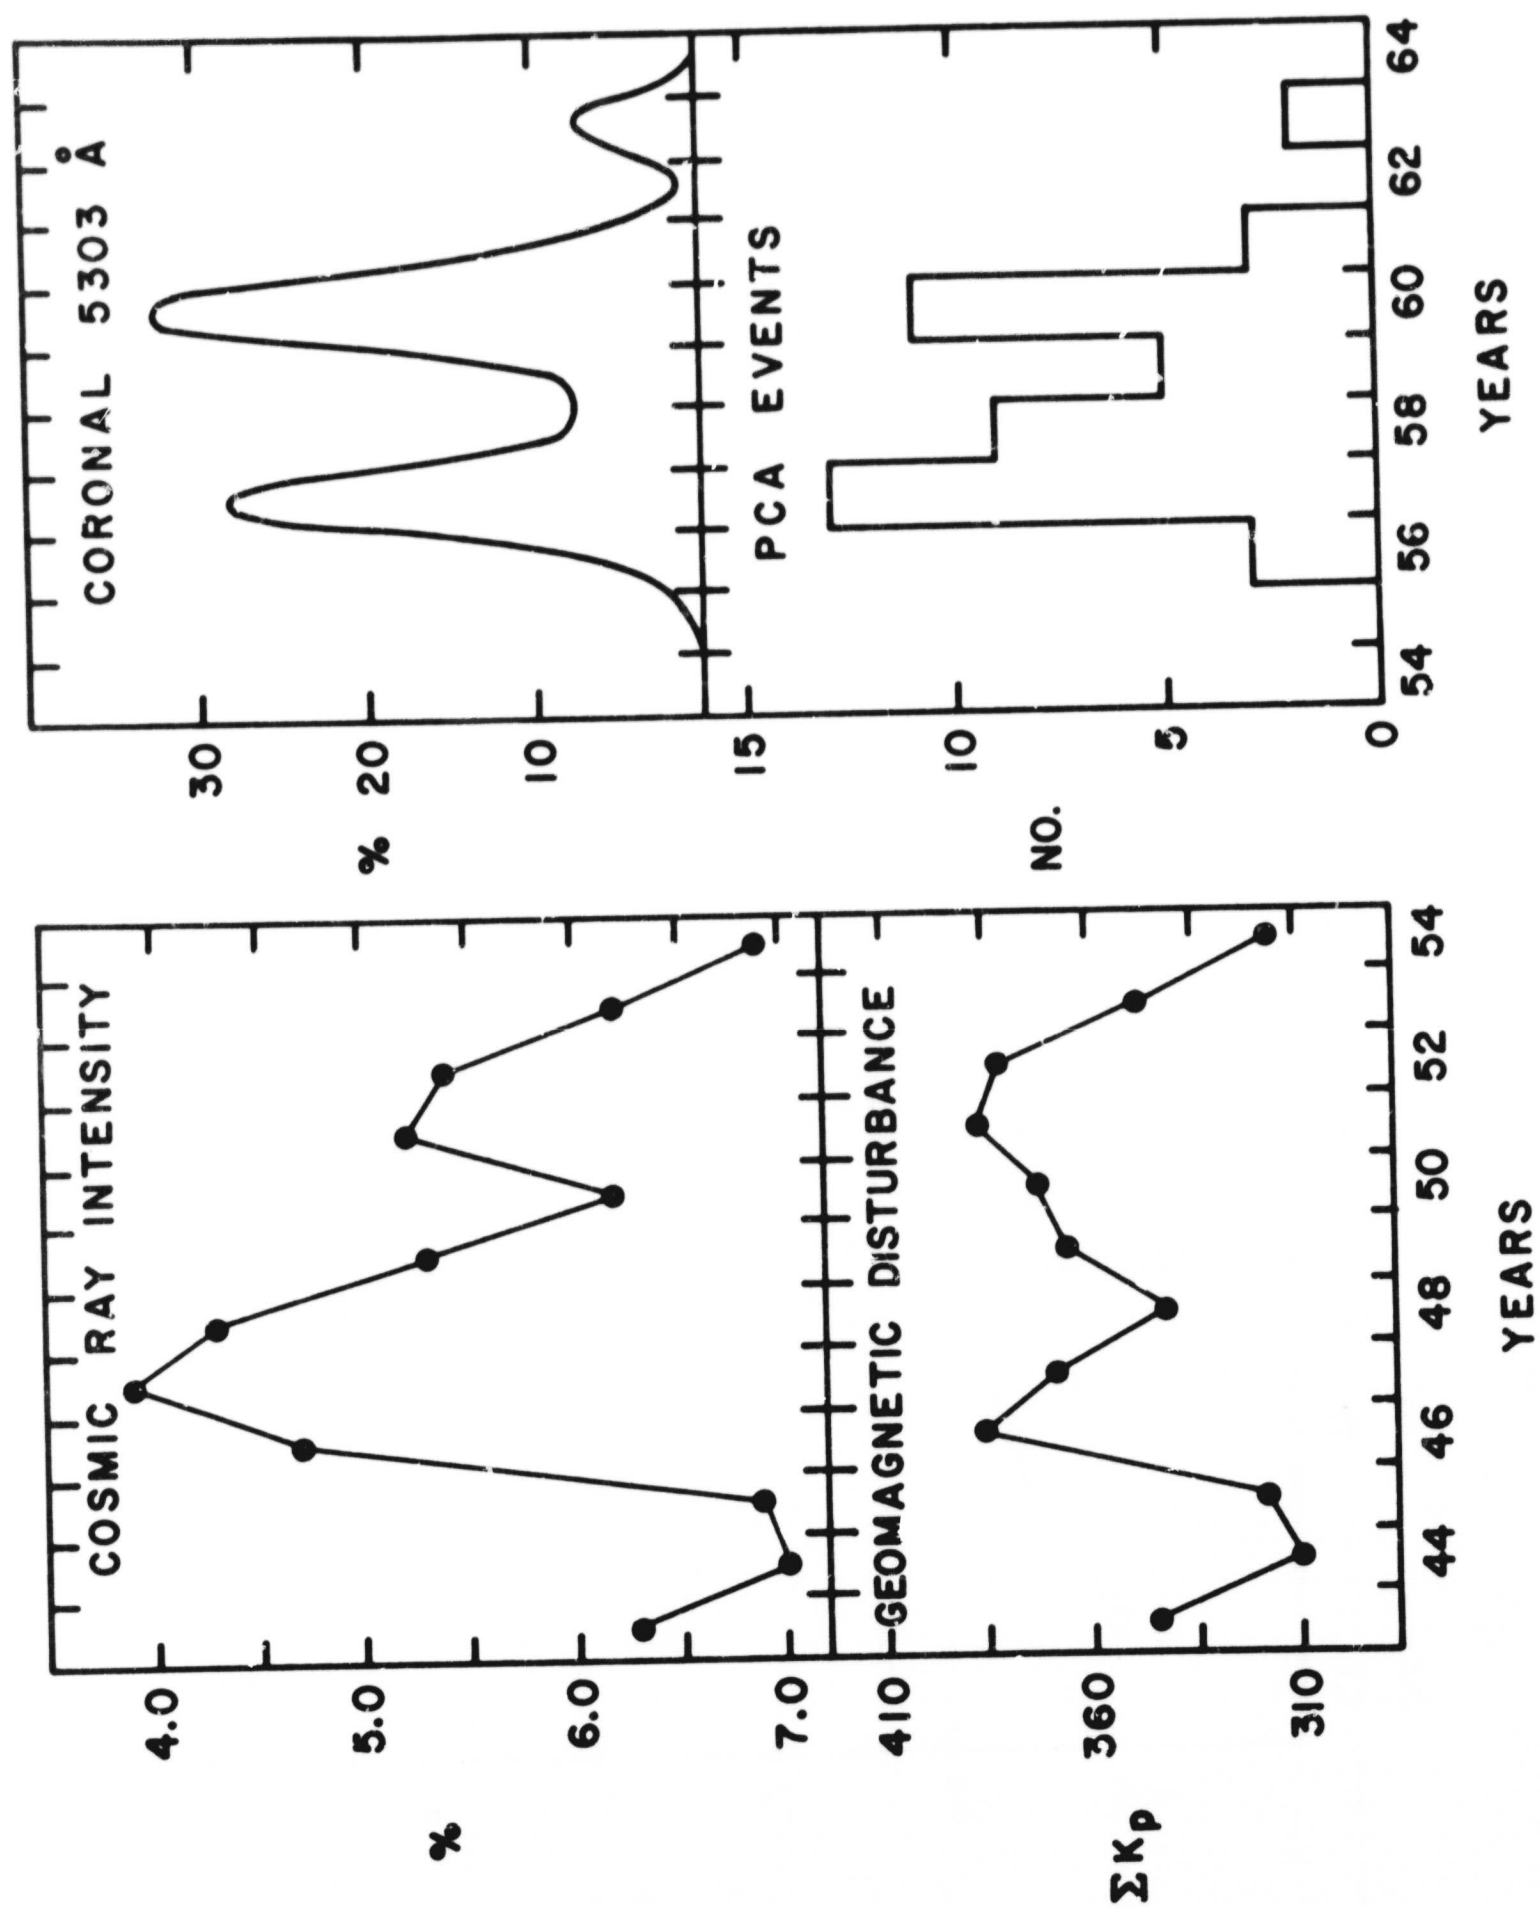 COSMIC RAY INTENSITY
%
4.0
5.0
6.0
7.0
GEOMAGNETIC DISTURBANCE
ΣKp
410
360
310
44 46 48 50 52 54
YEARS
CORONAL 5303 Å
%
30
20
10
PCA EVENTS
NO.
15
10
5
0
54 56 58 60 62 64
YEARS